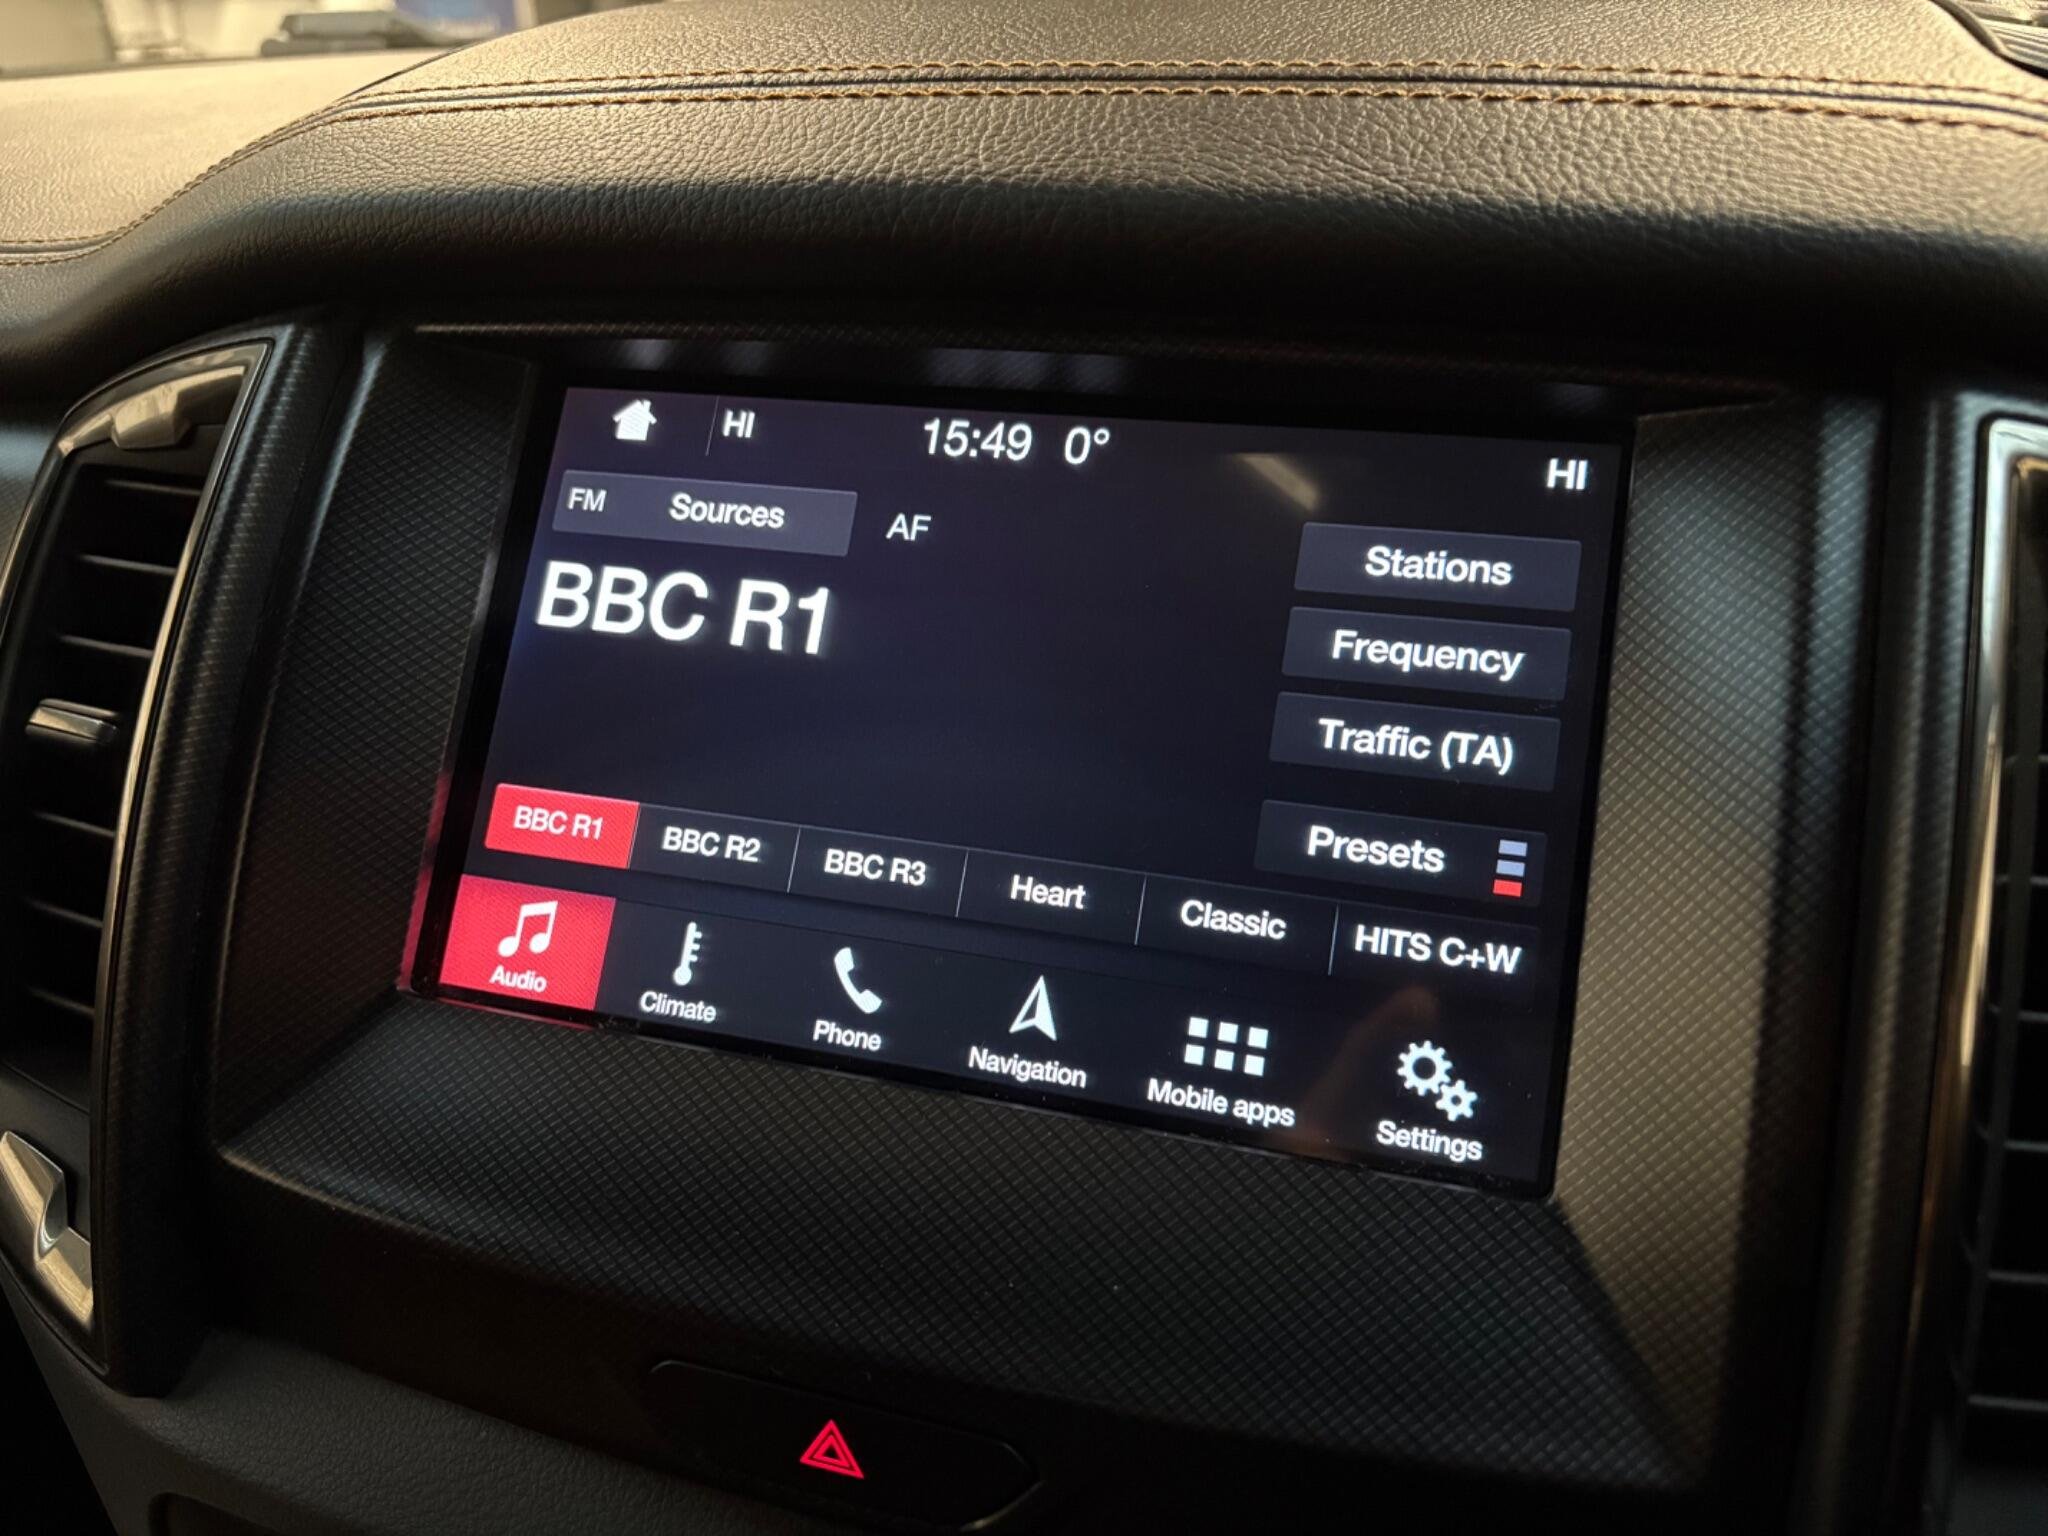 HI 15:49 0° HI
FM Sources AF
BBC R1
Stations
Frequency
Traffic (TA)
Presets
BBC R1 BBC R2 BBC R3 Heart Classic HITS C+W
Audio Climate Phone Navigation Mobile apps Settings